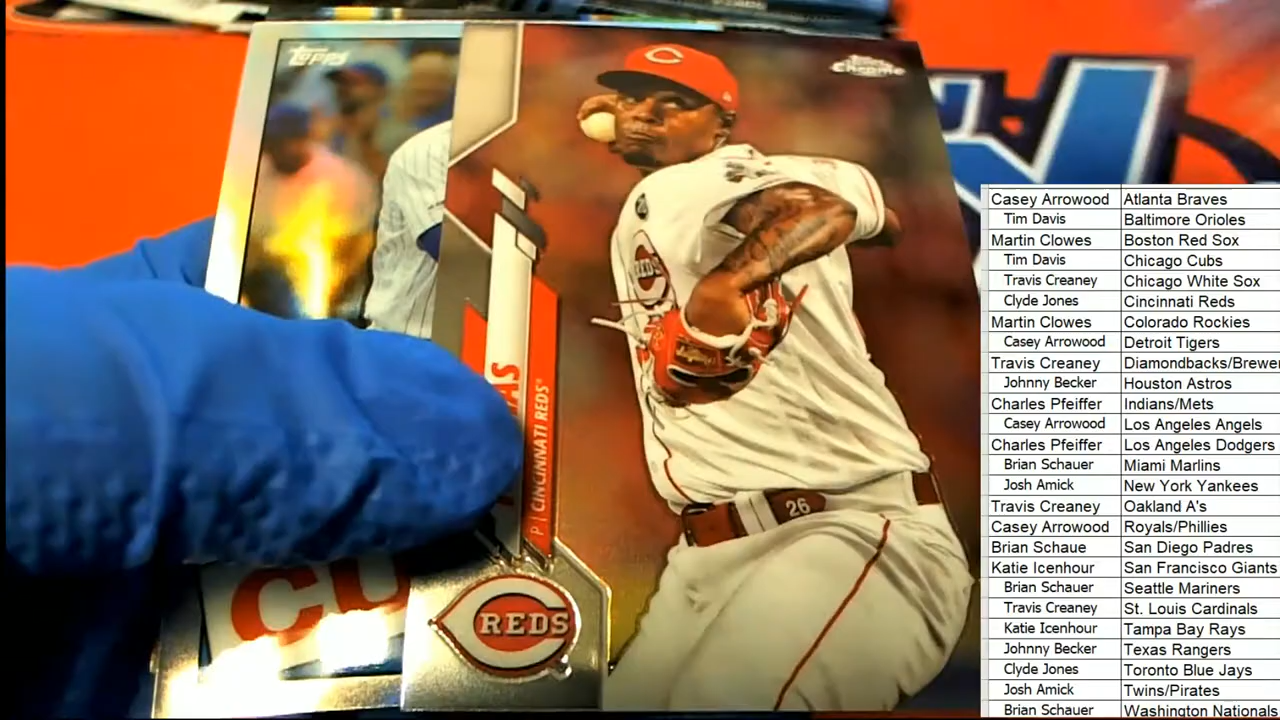 Topps
Topps
Chrome
C
REDS
P | CINCINNATI REDS®
26
CU
REDS
Casey Arrowood Atlanta Braves
Tim Davis Baltimore Orioles
Martin Clowes Boston Red Sox
Tim Davis Chicago Cubs
Travis Creaney Chicago White Sox
Clyde Jones Cincinnati Reds
Martin Clowes Colorado Rockies
Casey Arrowood Detroit Tigers
Travis Creaney Diamondbacks/Brewe
Johnny Becker Houston Astros
Charles Pfeiffer Indians/Mets
Casey Arrowood Los Angeles Angels
Charles Pfeiffer Los Angeles Dodgers
Brian Schauer Miami Marlins
Josh Amick New York Yankees
Travis Creaney Oakland A's
Casey Arrowood Royals/Phillies
Brian Schaue San Diego Padres
Katie Icenhour San Francisco Giants
Brian Schauer Seattle Mariners
Travis Creaney St. Louis Cardinals
Katie Icenhour Tampa Bay Rays
Johnny Becker Texas Rangers
Clyde Jones Toronto Blue Jays
Josh Amick Twins/Pirates
Brian Schauer Washington Nationals